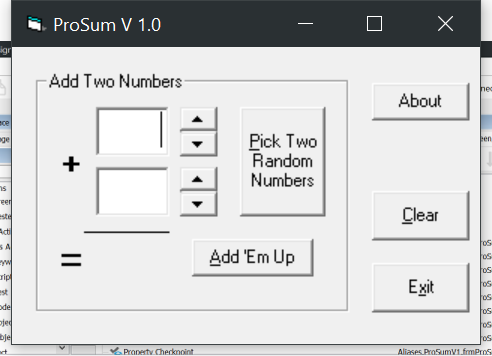 ProSum V 1.0
Add Two Numbers
+
=
Pick Two
Random
Numbers
Add 'Em Up
About
Clear
Exit
Property Checkpoint
Aliases.ProSumV1.frmProS